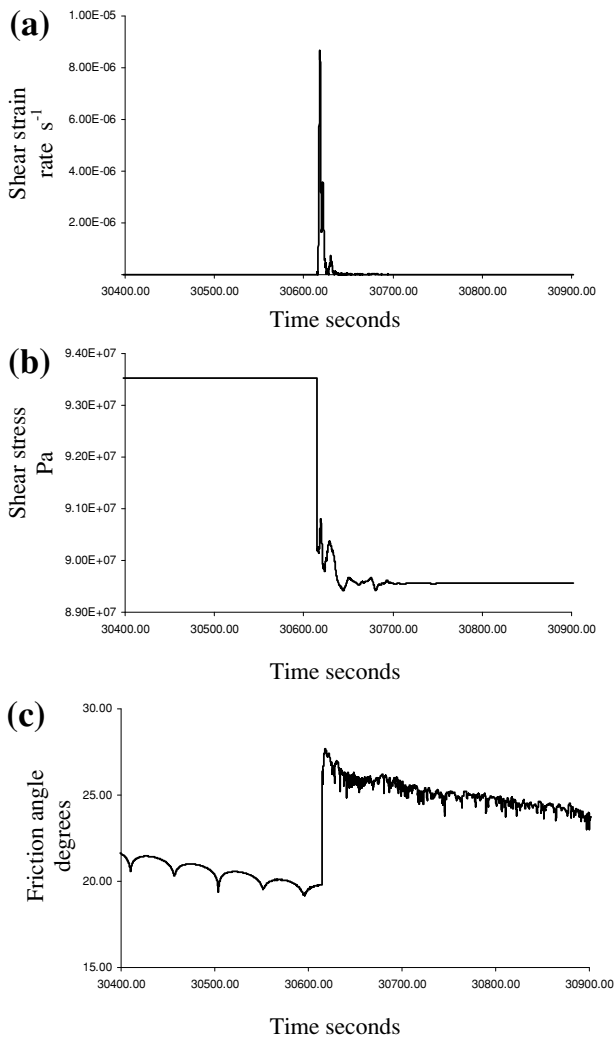 (a)
1.00E-05
8.00E-06
6.00E-06
4.00E-06
2.00E-06
Shear strain
rate s⁻¹
30400.00 30500.00 30600.00 30700.00 30800.00 30900.00
Time seconds
(b)
9.40E+07
9.30E+07
9.20E+07
9.10E+07
9.00E+07
8.90E+07
Shear stress
Pa
30400.00 30500.00 30600.00 30700.00 30800.00 30900.00
Time seconds
(c)
30.00
25.00
20.00
15.00
Friction angle
degrees
30400.00 30500.00 30600.00 30700.00 30800.00 30900.00
Time seconds